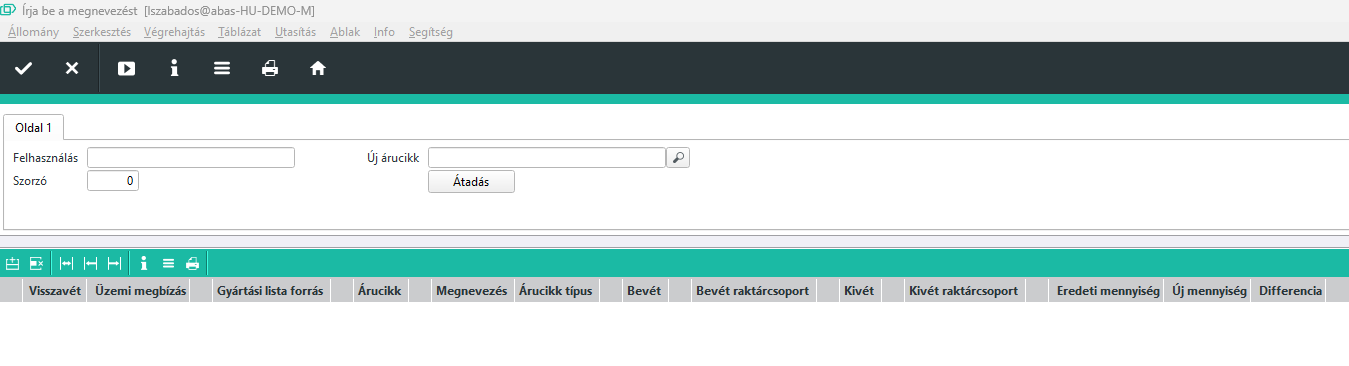 Írja be a megnevezést [lszabados@abas-HU-DEMO-M]
Állomány Szerkesztés Végrehajtás Táblázat Utasítás Ablak Info Segítség
Oldal 1
Felhasználás Új árucikk
Szorzó 0 Átadás
Visszavét Üzemi megbízás Gyártási lista forrás Árucikk Megnevezés Árucikk típus Bevét Bevét raktárcsoport Kivét Kivét raktárcsoport Eredeti mennyiség Új mennyiség Differencia